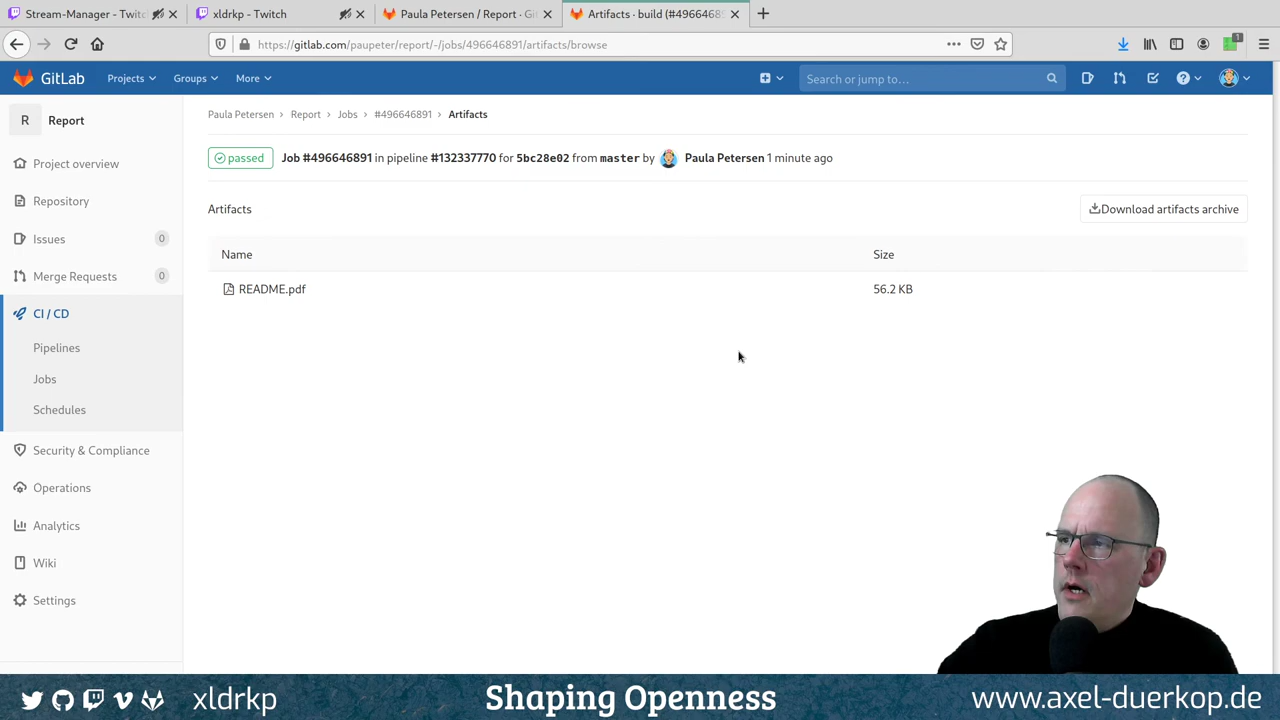 Stream-Manager - Twitch
xldrkp - Twitch
Paula Petersen / Report · Git
Artifacts · build (#4966468
https://gitlab.com/paupeter/report/-/jobs/496646891/artifacts/browse
1
GitLab
Projects
Groups
More
Search or jump to…
R
Report
Paula Petersen › Report › Jobs › #496646891 › Artifacts
Project overview
passed
Job #496646891 in pipeline #132337770 for 5bc28e02 from master by Paula Petersen 1 minute ago
Repository
Artifacts
Download artifacts archive
Issues
0
Name
Size
Merge Requests
0
README.pdf
56.2 KB
CI / CD
Pipelines
Jobs
Schedules
Security & Compliance
Operations
Analytics
Wiki
Settings
xldrkp
Shaping Openness
www.axel-duerkop.de